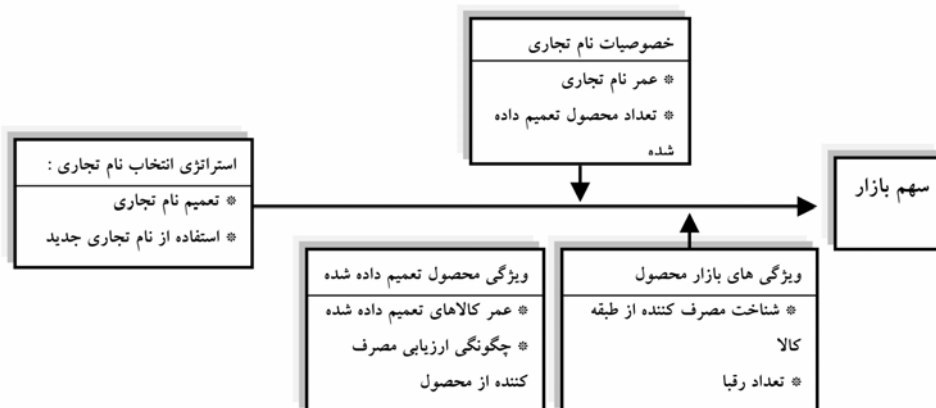 خصوصیات نام تجاری
* عمر نام تجاری
* تعداد محصول تعمیم داده
شده
استراتژی انتخاب نام تجاری :
* تعمیم نام تجاری
* استفاده از نام تجاری جدید
سهم بازار
ویژگی های بازار محصول
* شناخت مصرف کننده از طبقه
کالا
* تعداد رقبا
ویژگی محصول تعمیم داده شده
* عمر کالاهای تعمیم داده شده
* چگونگی ارزیابی مصرف
کننده از محصول